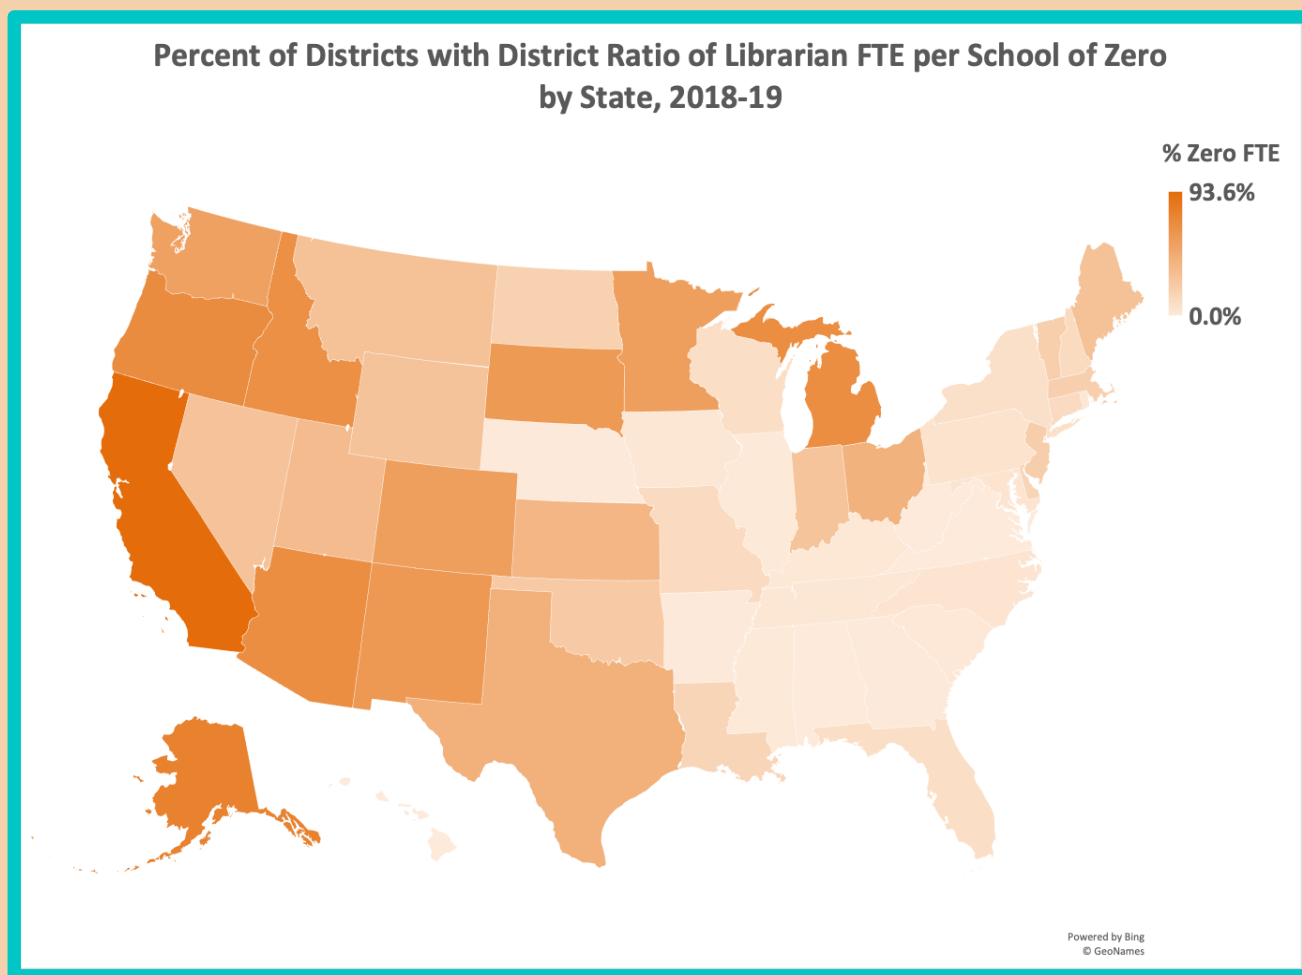 Percent of Districts with District Ratio of Librarian FTE per School of Zero
by State, 2018-19
% Zero FTE
93.6%
0.0%
Powered by Bing
© GeoNames